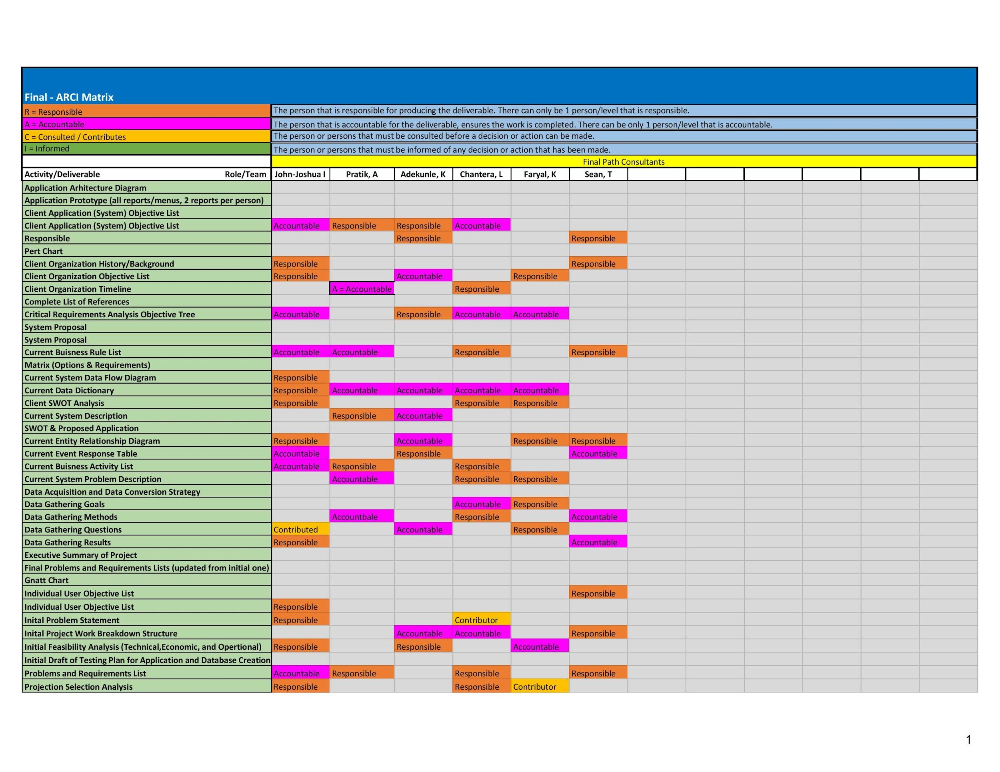 Final - ARCI Matrix
R = Responsible The person that is responsible for producing the deliverable. There can only be 1 person/level that is responsible.
A = Accountable The person that is accountable for the deliverable, ensures the work is completed. There can be only 1 person/level that is accountable.
C = Consulted / Contributes The person or persons that must be consulted before a decision or action can be made.
I = Informed The person or persons that must be informed of any decision or action that has been made.
Final Path Consultants
Activity/Deliverable Role/Team John-Joshua I Pratik, A Adekunle, K Chantera, L Faryal, K Sean, T
Application Arhitecture Diagram
Application Prototype (all reports/menus, 2 reports per person)
Client Application (System) Objective List
Client Application (System) Objective List Accountable Responsible Responsible Accountable
Responsible Responsible Responsible
Pert Chart
Client Organization History/Background Responsible Responsible
Client Organization Objective List Responsible Accountable Responsible
Client Organization Timeline A = Accountable Responsible
Complete List of References
Critical Requirements Analysis Objective Tree Accountable Responsible Accountable Accountable
System Proposal
System Proposal
Current Buisness Rule List Accountable Accountable Responsible Responsible
Matrix (Options & Requirements)
Current System Data Flow Diagram Responsible
Current Data Dictionary Responsible Accountable Accountable Accountable Accountable
Client SWOT Analysis Responsible Responsible Responsible
Current System Description Responsible Accountable
SWOT & Proposed Application
Current Entity Relationship Diagram Responsible Accountable Responsible Responsible
Current Event Response Table Accountable Responsible Accountable
Current Buisness Activity List Accountable Responsible Responsible
Current System Problem Description Accountable Responsible Responsible
Data Acquisition and Data Conversion Strategy
Data Gathering Goals Accountable Responsible
Data Gathering Methods Accountbale Responsible Accountable
Data Gathering Questions Contributed Accountable Responsible
Data Gathering Results Responsible Accountable
Executive Summary of Project
Final Problems and Requirements Lists (updated from initial one)
Gnatt Chart
Individual User Objective List Responsible
Individual User Objective List Responsible
Inital Problem Statement Responsible Contributor
Inital Project Work Breakdown Structure Accountable Accountable Responsible
Initial Feasibility Analysis (Technical,Economic, and Opertional) Responsible Responsible Accountable
Initial Draft of Testing Plan for Application and Database Creation
Problems and Requirements List Accountable Responsible Responsible Responsible
Projection Selection Analysis Responsible Responsible Contributor
1